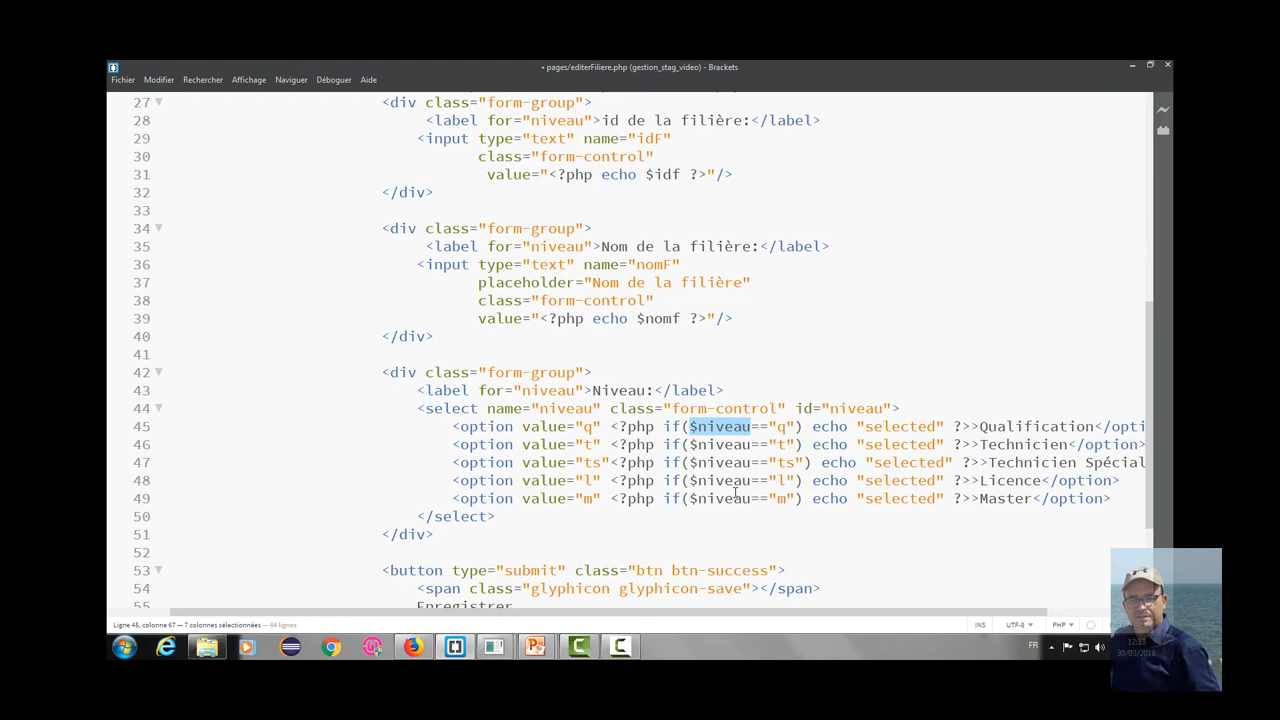 • pages/editerFiliere.php (gestion_stag_video) - Brackets
Fichier Modifier Rechercher Affichage Naviguer Déboguer Aide
27 <div class="form-group">
28 <label for="niveau">id de la filière:</label>
29 <input type="text" name="idF"
30 class="form-control"
31 value="<?php echo $idf ?>"/>
32 </div>
33
34 <div class="form-group">
35 <label for="niveau">Nom de la filière:</label>
36 <input type="text" name="nomF"
37 placeholder="Nom de la filière"
38 class="form-control"
39 value="<?php echo $nomf ?>"/>
40 </div>
41
42 <div class="form-group">
43 <label for="niveau">Niveau:</label>
44 <select name="niveau" class="form-control" id="niveau">
45 <option value="q" <?php if($niveau=="q") echo "selected" ?>>Qualification</opti
46 <option value="t" <?php if($niveau=="t") echo "selected" ?>>Technicien</option>
47 <option value="ts"<?php if($niveau=="ts") echo "selected" ?>>Technicien Spécial
48 <option value="l" <?php if($niveau=="l") echo "selected" ?>>Licence</option>
49 <option value="m" <?php if($niveau=="m") echo "selected" ?>>Master</option>
50 </select>
51 </div>
52
53 <button type="submit" class="btn btn-success">
54 <span class="glyphicon glyphicon-save"></span>
55 Enregistrer
Ligne 45, colonne 67 — 7 colonnes sélectionnées — 64 lignes
INS UTF-8 PHP
FR
12:13
30/03/2018